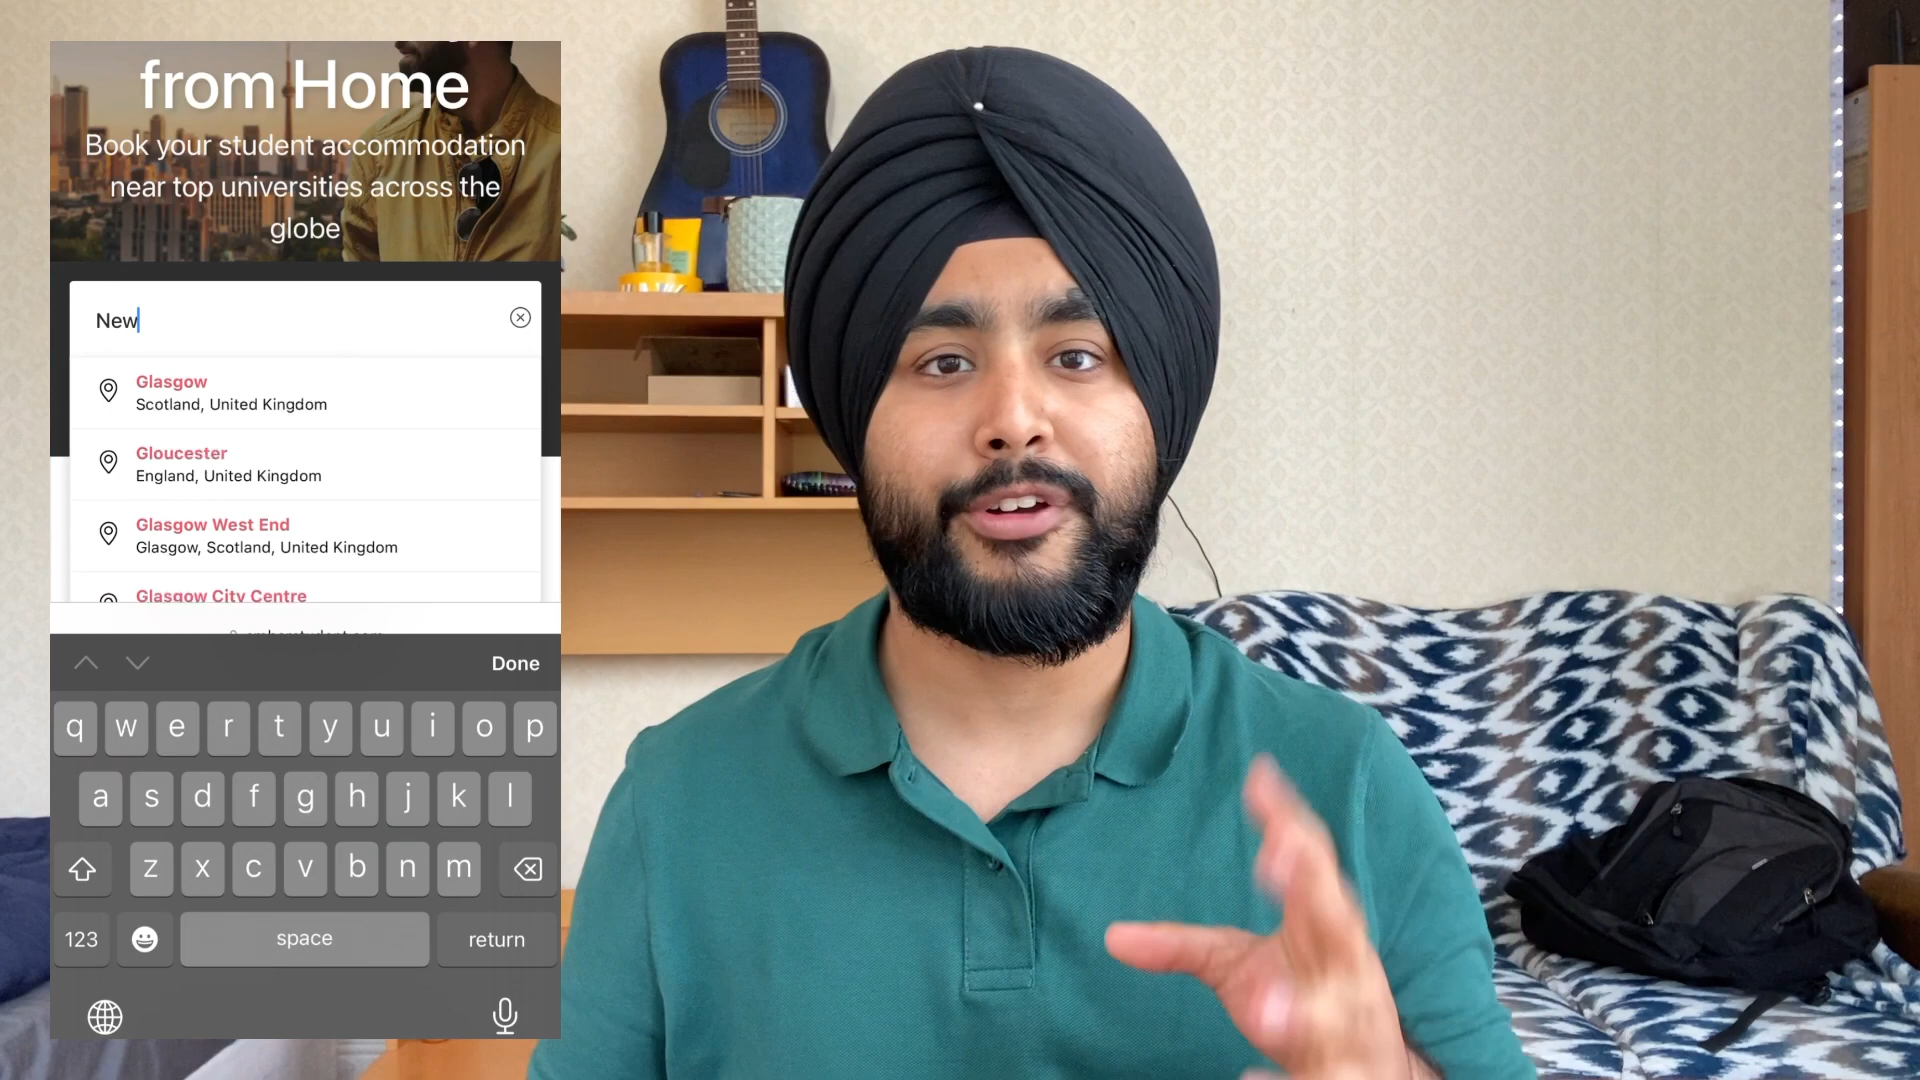 from Home
Book your student accommodation
near top universities across the
globe
New
Glasgow
Scotland, United Kingdom
Gloucester
England, United Kingdom
Glasgow West End
Glasgow, Scotland, United Kingdom
Glasgow City Centre
Done
q w e r t y u i o p
a s d f g h j k l
z x c v b n m
123 space return